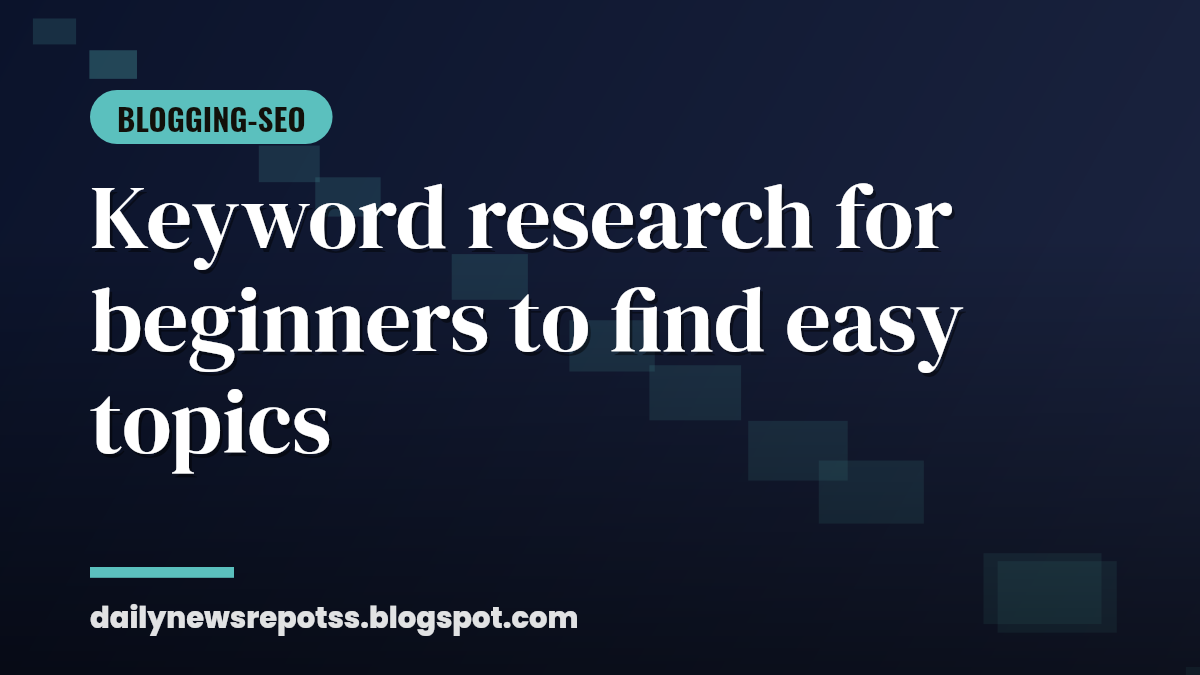 BLOGGING-SEO
Keyword research for
beginners to find easy
topics
dailynewsrepotss.blogspot.com